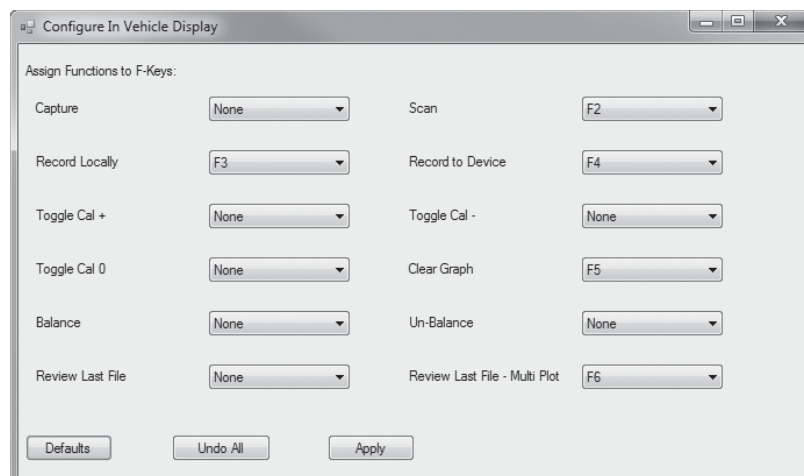 Configure In Vehicle Display
Assign Functions to F-Keys:
Capture None Scan F2
Record Locally F3 Record to Device F4
Toggle Cal + None Toggle Cal - None
Toggle Cal 0 None Clear Graph F5
Balance None Un-Balance None
Review Last File None Review Last File - Multi Plot F6
Defaults Undo All Apply